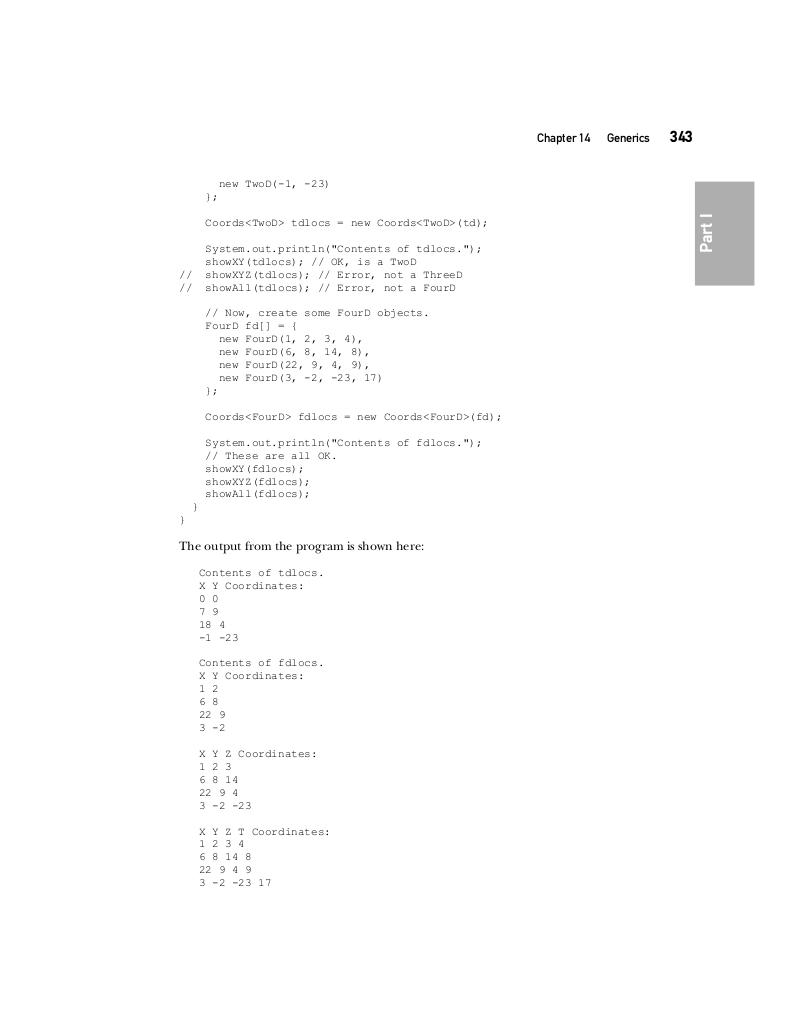 Chapter 14 Generics 343
Part I
new TwoD(-1, -23)
};
Coords<TwoD> tdlocs = new Coords<TwoD>(td);
System.out.println("Contents of tdlocs.");
showXY(tdlocs); // OK, is a TwoD
// showXYZ(tdlocs); // Error, not a ThreeD
// showAll(tdlocs); // Error, not a FourD
// Now, create some FourD objects.
FourD fd[] = {
new FourD(1, 2, 3, 4),
new FourD(6, 8, 14, 8),
new FourD(22, 9, 4, 9),
new FourD(3, -2, -23, 17)
};
Coords<FourD> fdlocs = new Coords<FourD>(fd);
System.out.println("Contents of fdlocs.");
// These are all OK.
showXY(fdlocs);
showXYZ(fdlocs);
showAll(fdlocs);
}
}
The output from the program is shown here:
Contents of tdlocs.
X Y Coordinates:
0 0
7 9
18 4
-1 -23
Contents of fdlocs.
X Y Coordinates:
1 2
6 8
22 9
3 -2
X Y Z Coordinates:
1 2 3
6 8 14
22 9 4
3 -2 -23
X Y Z T Coordinates:
1 2 3 4
6 8 14 8
22 9 4 9
3 -2 -23 17